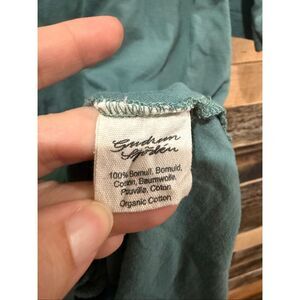 Gudrun
Sjödén
100% Bomull, Bomuld,
Cotton, Baumwolle,
Puuvilla, Coton
Organic Cotton